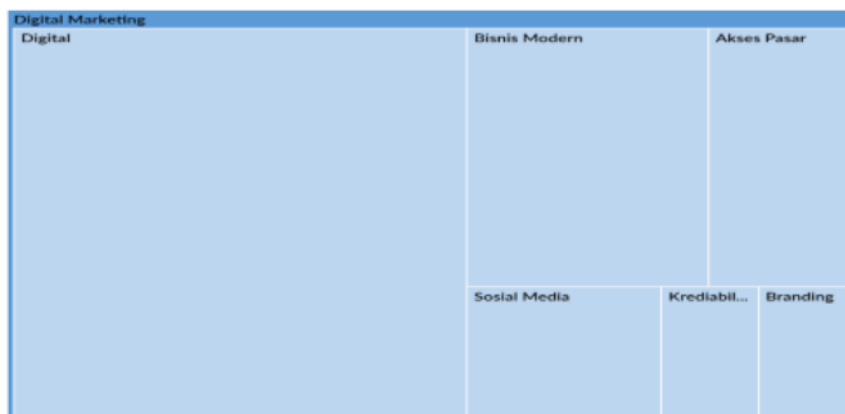 Digital Marketing
Digital
Bisnis Modern
Akses Pasar
Sosial Media
Krediabil...
Branding